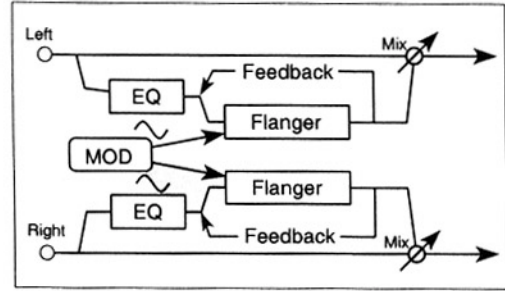 Left
Mix
Feedback
EQ
Flanger
MOD
Flanger
EQ
Right
Feedback
Mix